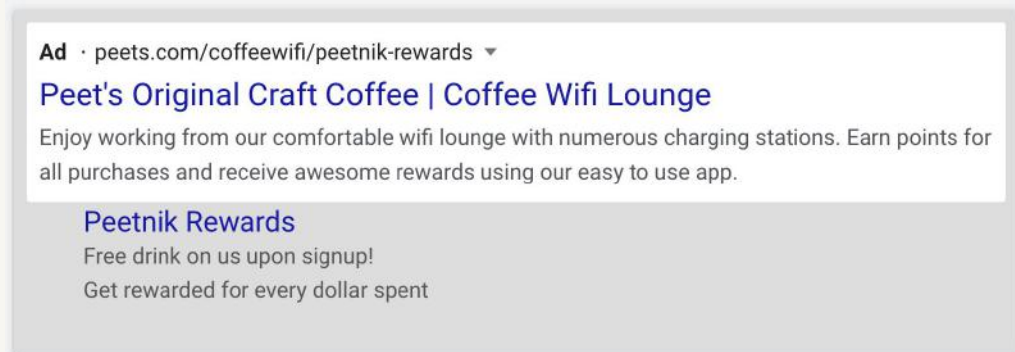 Ad · peets.com/coffeewifi/peetnik-rewards ▼
Peet's Original Craft Coffee | Coffee Wifi Lounge
Enjoy working from our comfortable wifi lounge with numerous charging stations. Earn points for
all purchases and receive awesome rewards using our easy to use app.
Peetnik Rewards
Free drink on us upon signup!
Get rewarded for every dollar spent